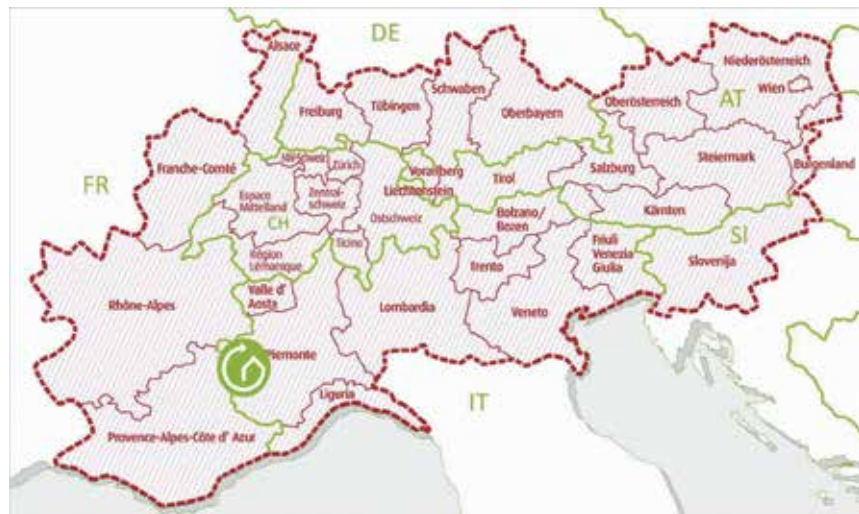 DE
Alsace
Niederösterreich
Schwaben
Wien
Freiburg
Tübingen
Oberbayern
Oberösterreich
AT
FR
Franche-Comté
NW Schweiz
Zürich
Vorarlberg
Tirol
Salzburg
Steiermark
Burgenland
Espace
Mittelland
Zentral-
schweiz
Liechtenstein
CH
Ostschweiz
Bolzano/
Bozen
Kärnten
SI
Région
Lémanique
Ticino
Trento
Friuli
Venezia
Giulia
Slovenija
Rhône-Alpes
Valle d'
Aosta
Lombardia
Veneto
Piemonte
Liguria
IT
Provence-Alpes-Côte d' Azur